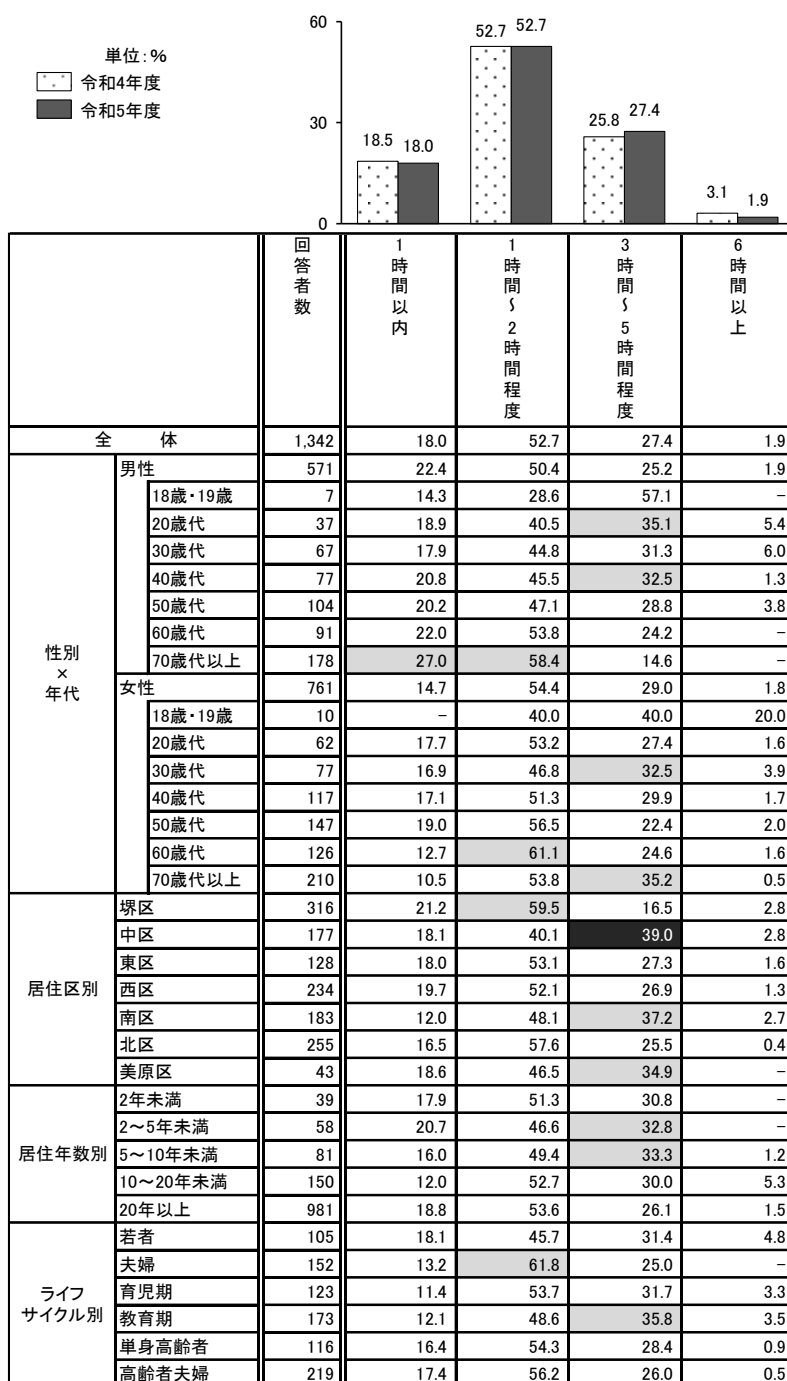 単位:%
令和4年度
令和5年度
60
30
0
18.5 18.0
52.7 52.7
25.8 27.4
3.1 1.9
回答者数 1時間以内 1時間~2時間程度 3時間~5時間程度 6時間以上
全 体 1,342 18.0 52.7 27.4 1.9
性別×年代
男性 571 22.4 50.4 25.2 1.9
18歳・19歳 7 14.3 28.6 57.1 -
20歳代 37 18.9 40.5 35.1 5.4
30歳代 67 17.9 44.8 31.3 6.0
40歳代 77 20.8 45.5 32.5 1.3
50歳代 104 20.2 47.1 28.8 3.8
60歳代 91 22.0 53.8 24.2 -
70歳代以上 178 27.0 58.4 14.6 -
女性 761 14.7 54.4 29.0 1.8
18歳・19歳 10 - 40.0 40.0 20.0
20歳代 62 17.7 53.2 27.4 1.6
30歳代 77 16.9 46.8 32.5 3.9
40歳代 117 17.1 51.3 29.9 1.7
50歳代 147 19.0 56.5 22.4 2.0
60歳代 126 12.7 61.1 24.6 1.6
70歳代以上 210 10.5 53.8 35.2 0.5
居住区別
堺区 316 21.2 59.5 16.5 2.8
中区 177 18.1 40.1 39.0 2.8
東区 128 18.0 53.1 27.3 1.6
西区 234 19.7 52.1 26.9 1.3
南区 183 12.0 48.1 37.2 2.7
北区 255 16.5 57.6 25.5 0.4
美原区 43 18.6 46.5 34.9 -
居住年数別
2年未満 39 17.9 51.3 30.8 -
2~5年未満 58 20.7 46.6 32.8 -
5~10年未満 81 16.0 49.4 33.3 1.2
10~20年未満 150 12.0 52.7 30.0 5.3
20年以上 981 18.8 53.6 26.1 1.5
ライフサイクル別
若者 105 18.1 45.7 31.4 4.8
夫婦 152 13.2 61.8 25.0 -
育児期 123 11.4 53.7 31.7 3.3
教育期 173 12.1 48.6 35.8 3.5
単身高齢者 116 16.4 54.3 28.4 0.9
高齢者夫婦 219 17.4 56.2 26.0 0.5